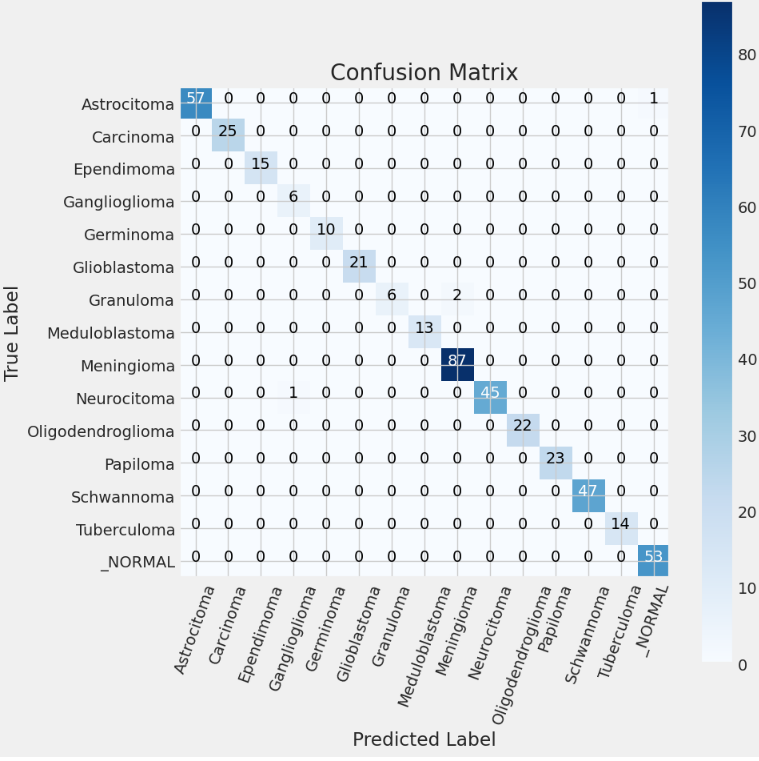 Confusion Matrix
Astrocitoma 57 0 0 0 0 0 0 0 0 0 0 0 0 0 1
Carcinoma 0 25 0 0 0 0 0 0 0 0 0 0 0 0 0
Ependimoma 0 0 15 0 0 0 0 0 0 0 0 0 0 0 0
Ganglioglioma 0 0 0 6 0 0 0 0 0 0 0 0 0 0 0
Germinoma 0 0 0 0 10 0 0 0 0 0 0 0 0 0 0
Glioblastoma 0 0 0 0 0 21 0 0 0 0 0 0 0 0 0
Granuloma 0 0 0 0 0 0 6 0 2 0 0 0 0 0 0
Meduloblastoma 0 0 0 0 0 0 0 13 0 0 0 0 0 0 0
Meningioma 0 0 0 0 0 0 0 0 87 0 0 0 0 0 0
Neurocitoma 0 0 0 1 0 0 0 0 0 45 0 0 0 0 0
Oligodendroglioma 0 0 0 0 0 0 0 0 0 0 22 0 0 0 0
Papiloma 0 0 0 0 0 0 0 0 0 0 0 23 0 0 0
Schwannoma 0 0 0 0 0 0 0 0 0 0 0 0 47 0 0
Tuberculoma 0 0 0 0 0 0 0 0 0 0 0 0 0 14 0
_NORMAL 0 0 0 0 0 0 0 0 0 0 0 0 0 0 53
True Label
Astrocitoma
Carcinoma
Ependimoma
Ganglioglioma
Germinoma
Glioblastoma
Granuloma
Meduloblastoma
Meningioma
Neurocitoma
Oligodendroglioma
Papiloma
Schwannoma
Tuberculoma
_NORMAL
Predicted Label
80
70
60
50
40
30
20
10
0